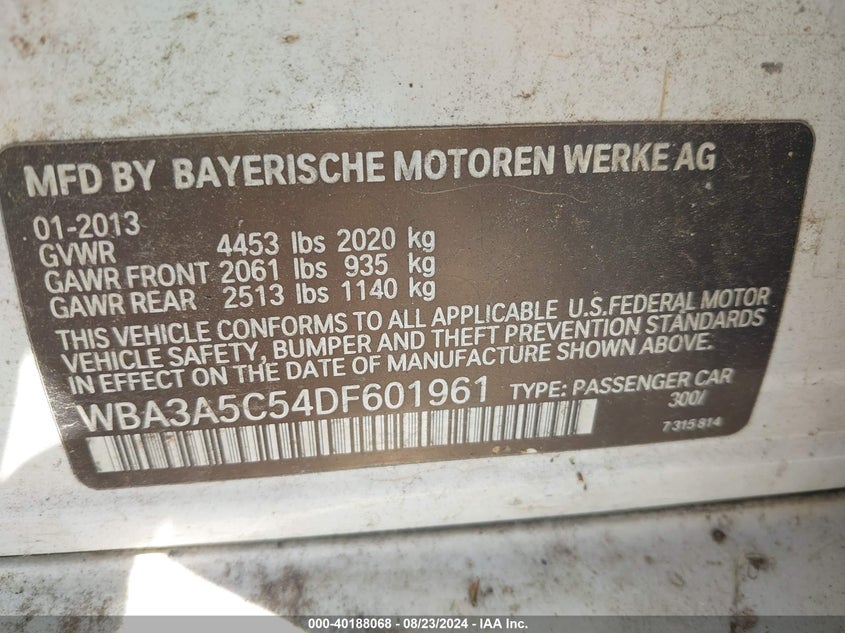 MFD BY BAYERISCHE MOTOREN WERKE AG
01-2013
GVWR 4453 lbs 2020 kg
GAWR FRONT 2061 lbs 935 kg
GAWR REAR 2513 lbs 1140 kg
THIS VEHICLE CONFORMS TO ALL APPLICABLE U.S.FEDERAL MOTOR
VEHICLE SAFETY, BUMPER AND THEFT PREVENTION STANDARDS
IN EFFECT ON THE DATE OF MANUFACTURE SHOWN ABOVE.
WBA3A5C54DF601961 TYPE: PASSENGER CAR
300/
7315814
000-40188068 - 08/23/2024 - IAA Inc.